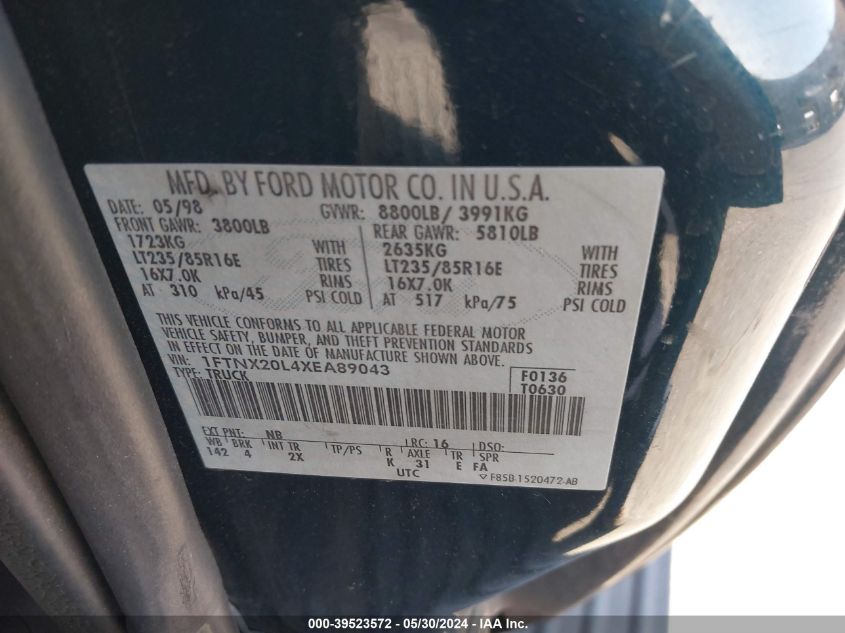 MFD. BY FORD MOTOR CO. IN U.S.A.
DATE: 05/98 GVWR: 8800LB/ 3991KG
FRONT GAWR: 3800LB REAR GAWR: 5810LB
1723KG WITH 2635KG WITH
LT235/85R16E TIRES LT235/85R16E TIRES
16X7.0K RIMS 16X7.0K RIMS
AT 310 kPa/45 PSI COLD AT 517 kPa/75 PSI COLD
THIS VEHICLE CONFORMS TO ALL APPLICABLE FEDERAL MOTOR
VEHICLE SAFETY, BUMPER, AND THEFT PREVENTION STANDARDS
IN EFFECT ON THE DATE OF MANUFACTURE SHOWN ABOVE.
VIN: 1FTNX20L4XEA89043 F0136
TYPE: TRUCK T0630
EXT PNT: NB RC: 16 DSO:
WB BRK INT TR TP/PS R AXLE TR SPR
142 4 2X K 31 E FA
UTC F85B-1520472-AB
000-39523572 / 05/30/2024 - IAA Inc.